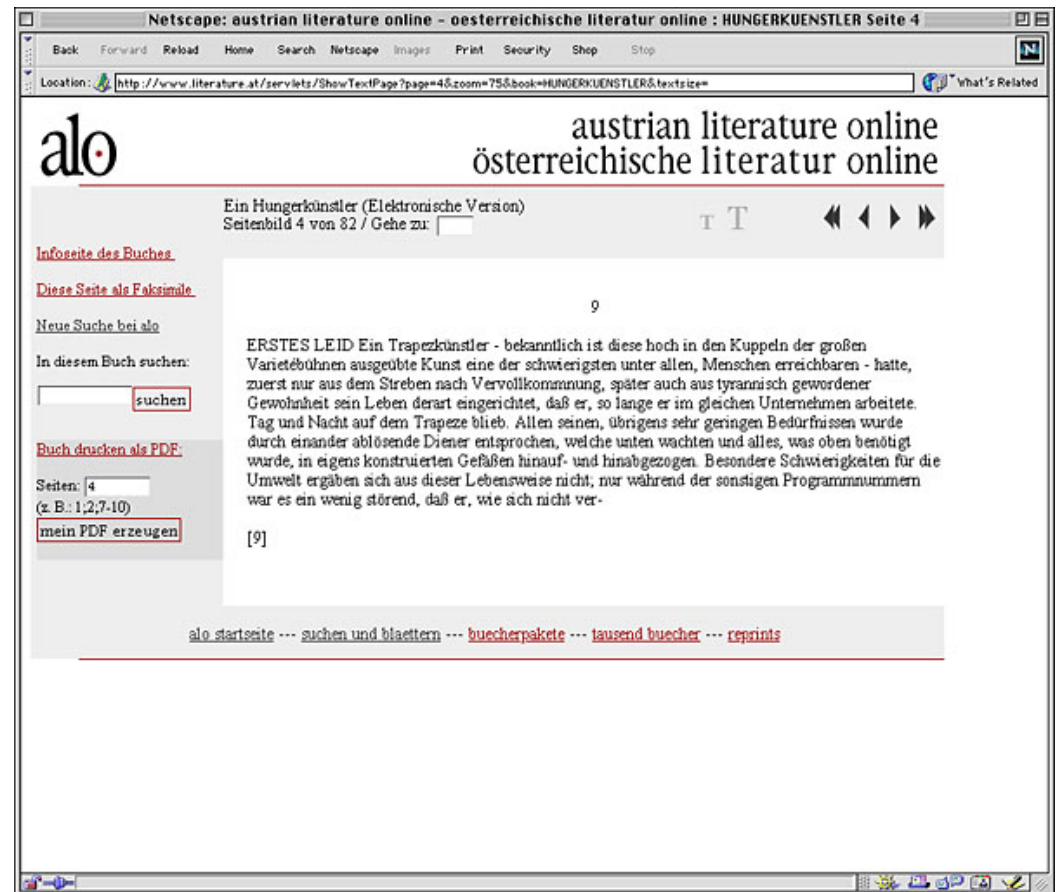 Netscape: austrian literature online - oesterreichische literatur online : HUNGERKUENSTLER Seite 4
Back Forward Reload Home Search Netscape Images Print Security Shop Stop
N
Location: http://www.literature.at/servlets/ShowTextPage?page=4&zoom=75&book=HUNGERKUENSTLER&textsize= What's Related
alo
austrian literature online
österreichische literatur online
Ein Hungerkünstler (Elektronische Version)
Seitenbild 4 von 82 / Gehe zu:
T T
Infoseite des Buches
Diese Seite als Faksimile
Neue Suche bei alo
In diesem Buch suchen:
suchen
Buch drucken als PDF:
Seiten: 4
(z. B.: 1;2;7-10)
mein PDF erzeugen
9
ERSTES LEID Ein Trapezkünstler - bekanntlich ist diese hoch in den Kuppeln der großen
Varietébühnen ausgeübte Kunst eine der schwierigsten unter allen, Menschen erreichbaren - hatte,
zuerst nur aus dem Streben nach Vervollkommnung, später auch aus tyrannisch gewordener
Gewohnheit sein Leben derart eingerichtet, daß er, so lange er im gleichen Unternehmen arbeitete.
Tag und Nacht auf dem Trapeze blieb. Allen seinen, übrigens sehr geringen Bedürfnissen wurde
durch einander ablösende Diener entsprochen, welche unten wachten und alles, was oben benötigt
wurde, in eigens konstruierten Gefäßen hinauf- und hinabgezogen. Besondere Schwierigkeiten für die
Umwelt ergäben sich aus dieser Lebensweise nicht; nur während der sonstigen Programmnummern
war es ein wenig störend, daß er, wie sich nicht ver-
[9]
alo startseite --- suchen und blaettern --- buecherpakete --- tausend buecher --- reprints